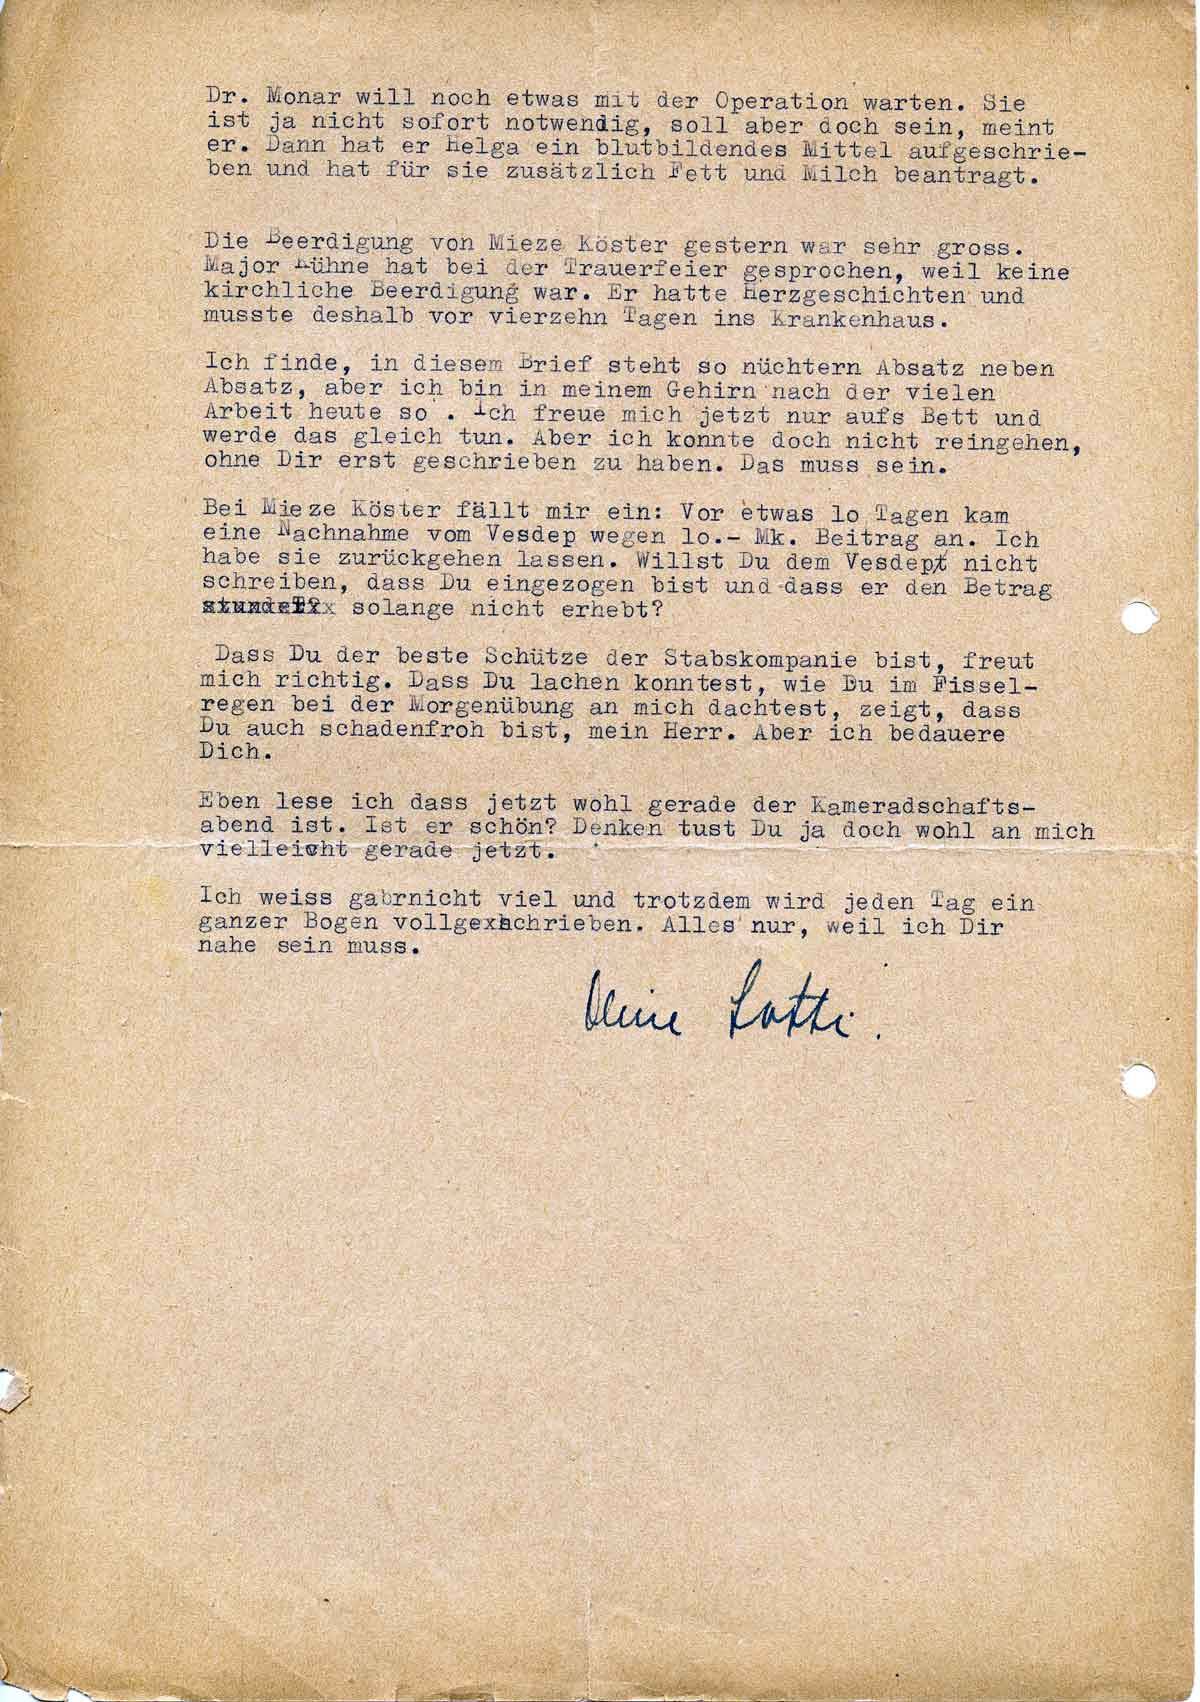 Dr. Monar will noch etwas mit der Operation warten. Sie
ist ja nicht sofort notwendig, soll aber doch sein, meint
er. Dann hat er Helga ein blutbildendes Mittel aufgeschrie-
ben und hat für sie zusätzlich Fett und Milch beantragt.
Die Beerdigung von Mieze Köster gestern war sehr gross.
Major Kühne hat bei der Trauerfeier gesprochen, weil keine
kirchliche Beerdigung war. Er hatte Herzgeschichten und
musste deshalb vor vierzehn Tagen ins Krankenhaus.
Ich finde, in diesem Brief steht so nüchtern Absatz neben
Absatz, aber ich bin in meinem Gehirn nach der vielen
Arbeit heute so . Ich freue mich jetzt nur aufs Bett und
werde das gleich tun. Aber ich konnte doch nicht reingehen,
ohne Dir erst geschrieben zu haben. Das muss sein.
Bei Mieze Köster fällt mir ein: Vor etwas lo Tagen kam
eine Nachnahme vom Vesdep wegen lo.- Mk. Beitrag an. Ich
habe sie zurückgehen lassen. Willst Du dem Vesdept nicht
schreiben, dass Du eingezogen bist und dass er den Betrag
solange nicht erhebt?
Dass Du der beste Schütze der Stabskompanie bist, freut
mich richtig. Dass Du lachen konntest, wie Du im Fissel-
regen bei der Morgenübung an mich dachtest, zeigt, dass
Du auch schadenfroh bist, mein Herr. Aber ich bedauere
Dich.
Eben lese ich dass jetzt wohl gerade der Kameradschafts-
abend ist. Ist er schön? Denken tust Du ja doch wohl an mich
vielleicht gerade jetzt.
Ich weiss garnicht viel und trotzdem wird jeden Tag ein
ganzer Bogen vollgexschrieben. Alles nur, weil ich Dir
nahe sein muss.
Deine Lotti.